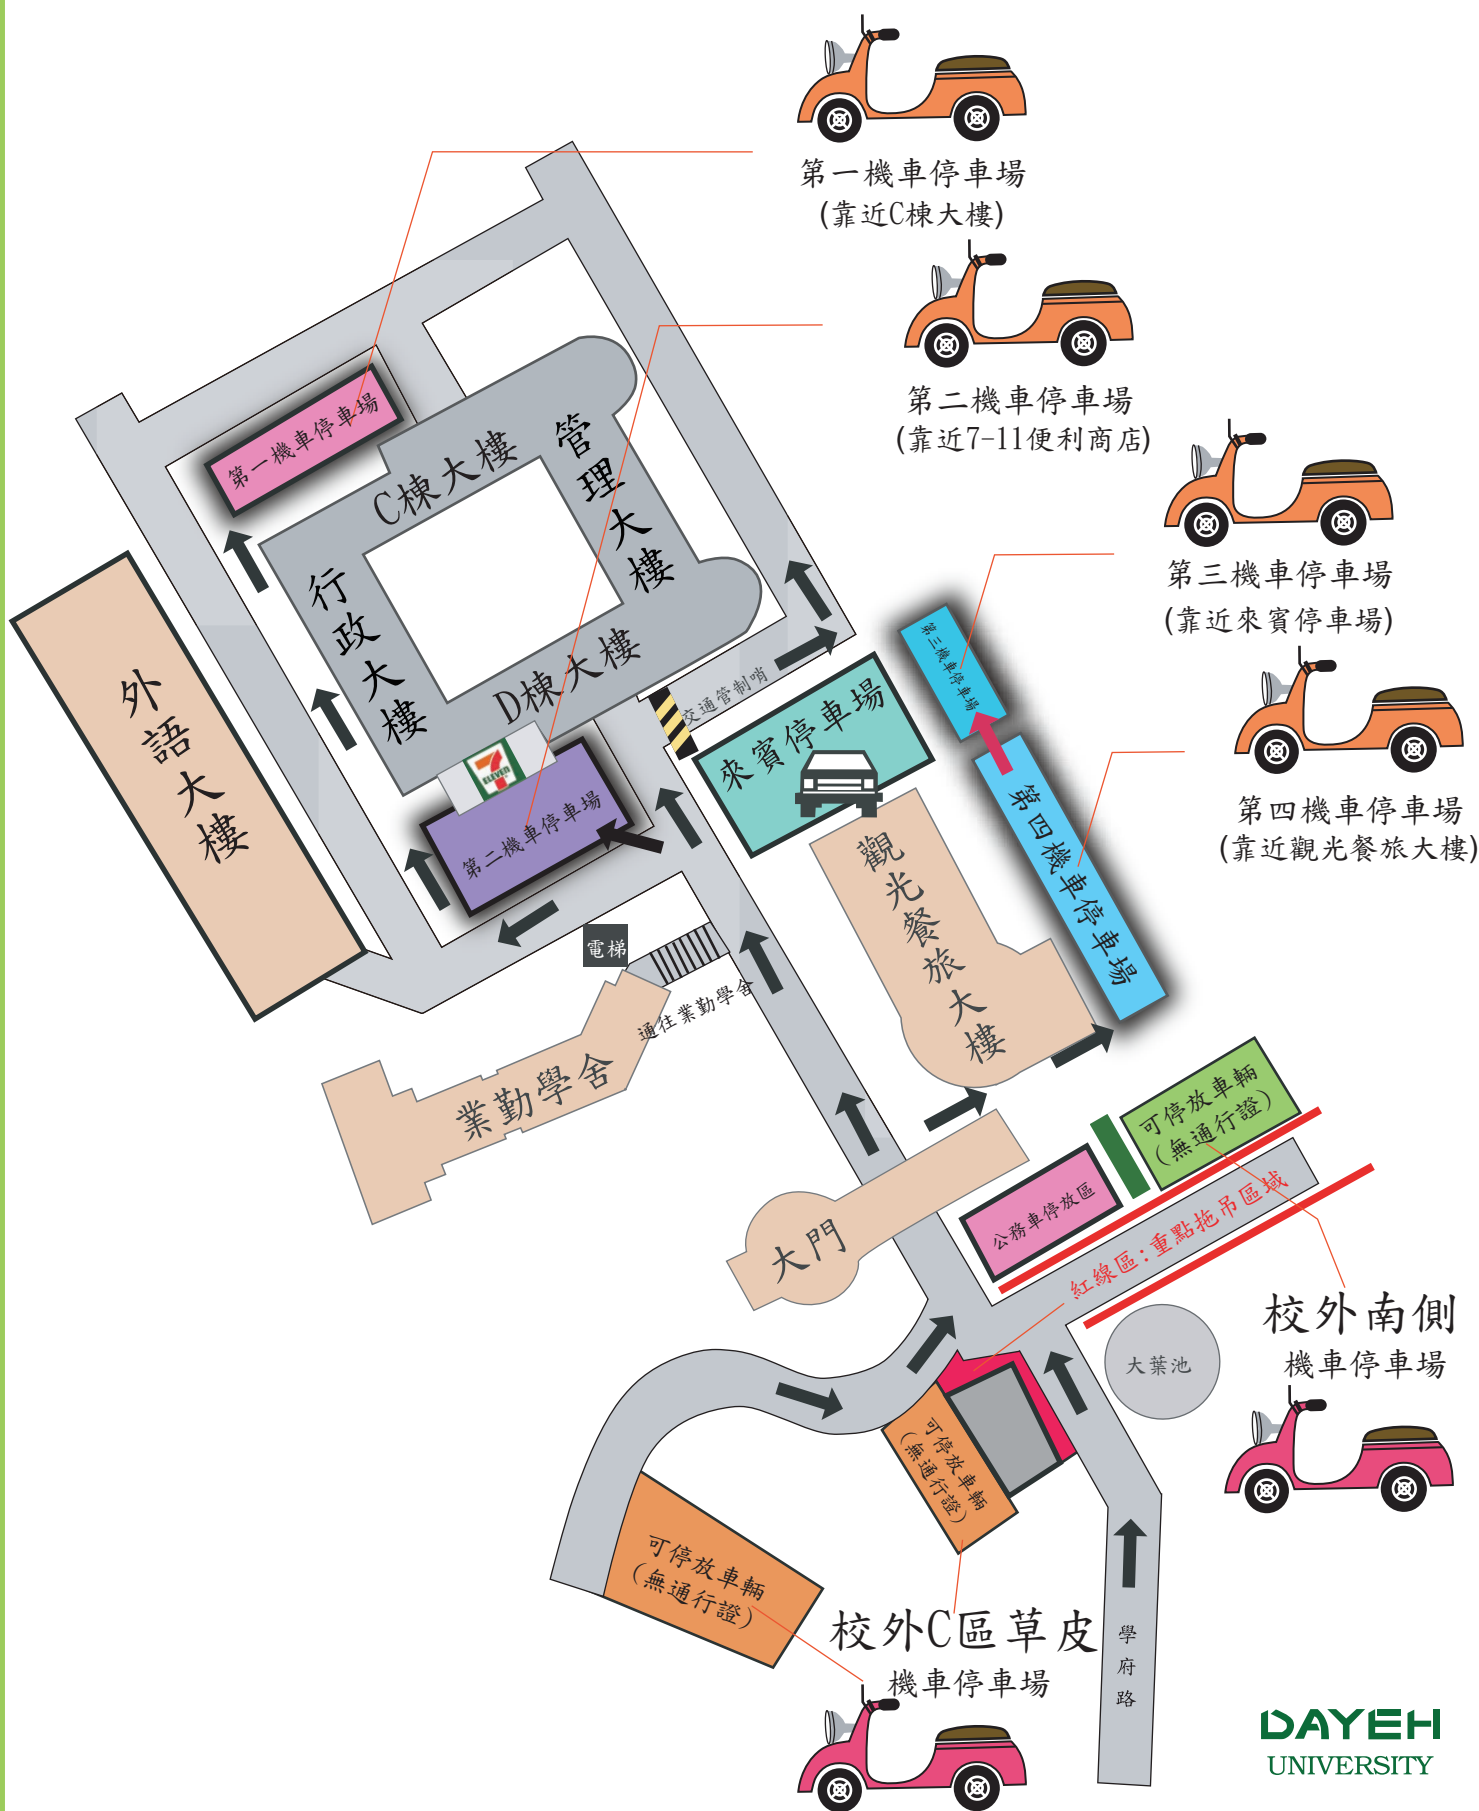 第一機車停車場
(靠近C棟大樓)
第二機車停車場
(靠近7-11便利商店)
第三機車停車場
(靠近來賓停車場)
第四機車停車場
(靠近觀光餐旅大樓)
第一機車停車場
C棟大樓
管理大樓
行政大樓
D棟大樓
外語大樓
7
ELEVEN
第二機車停車場
交通管制哨
來賓停車場
第三機車停車場
第四機車停車場
觀光餐旅大樓
電梯
通往業勤學舍
業勤學舍
大門
公務車停放區
可停放車輛
(無通行證)
紅線區:重點拖吊區域
大葉池
校外南側
機車停車場
可停放車輛
(無通行證)
可停放車輛
(無通行證)
校外C區草皮
機車停車場
學府路
DAYEH
UNIVERSITY